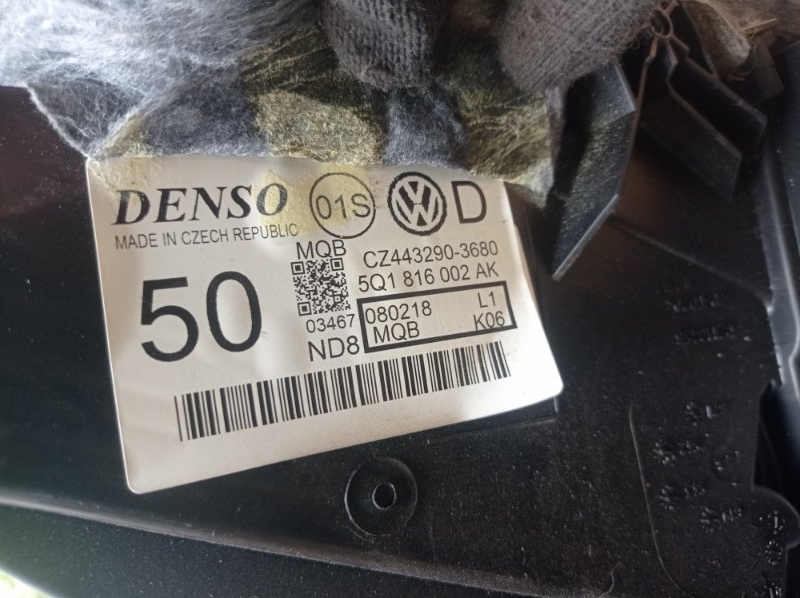 DENSO 01S VW D
MADE IN CZECH REPUBLIC
MQB CZ443290-3680
50 5Q1 816 002 AK
03467 080218 L1
ND8 MQB K06